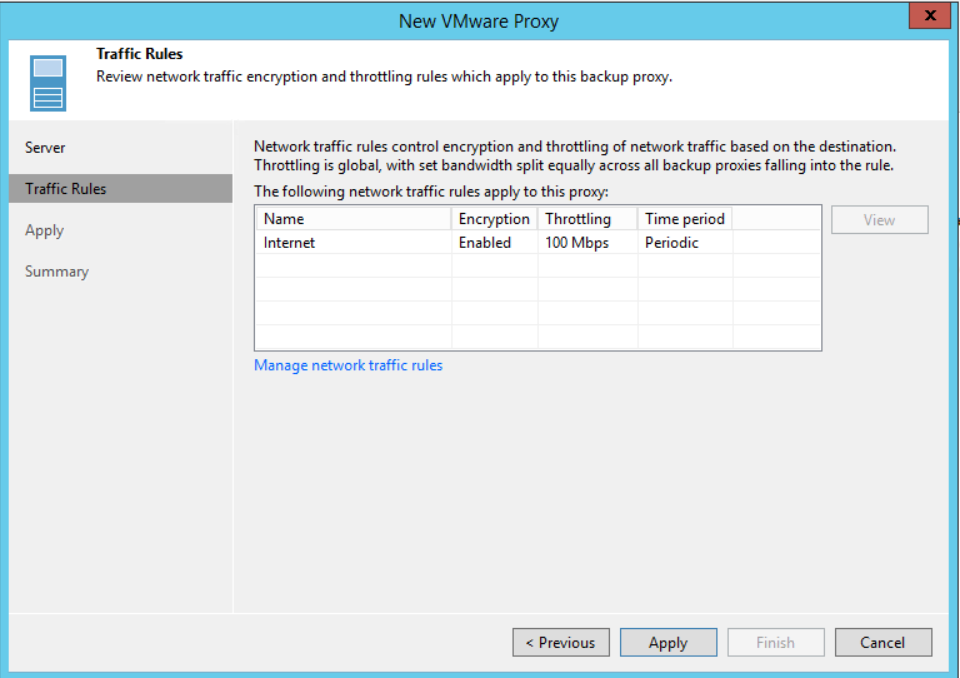 New VMware Proxy
x
Traffic Rules
Review network traffic encryption and throttling rules which apply to this backup proxy.
Server
Traffic Rules
Apply
Summary
Network traffic rules control encryption and throttling of network traffic based on the destination.
Throttling is global, with set bandwidth split equally across all backup proxies falling into the rule.
The following network traffic rules apply to this proxy:
Name Encryption Throttling Time period
Internet Enabled 100 Mbps Periodic
View
Manage network traffic rules
< Previous Apply Finish Cancel